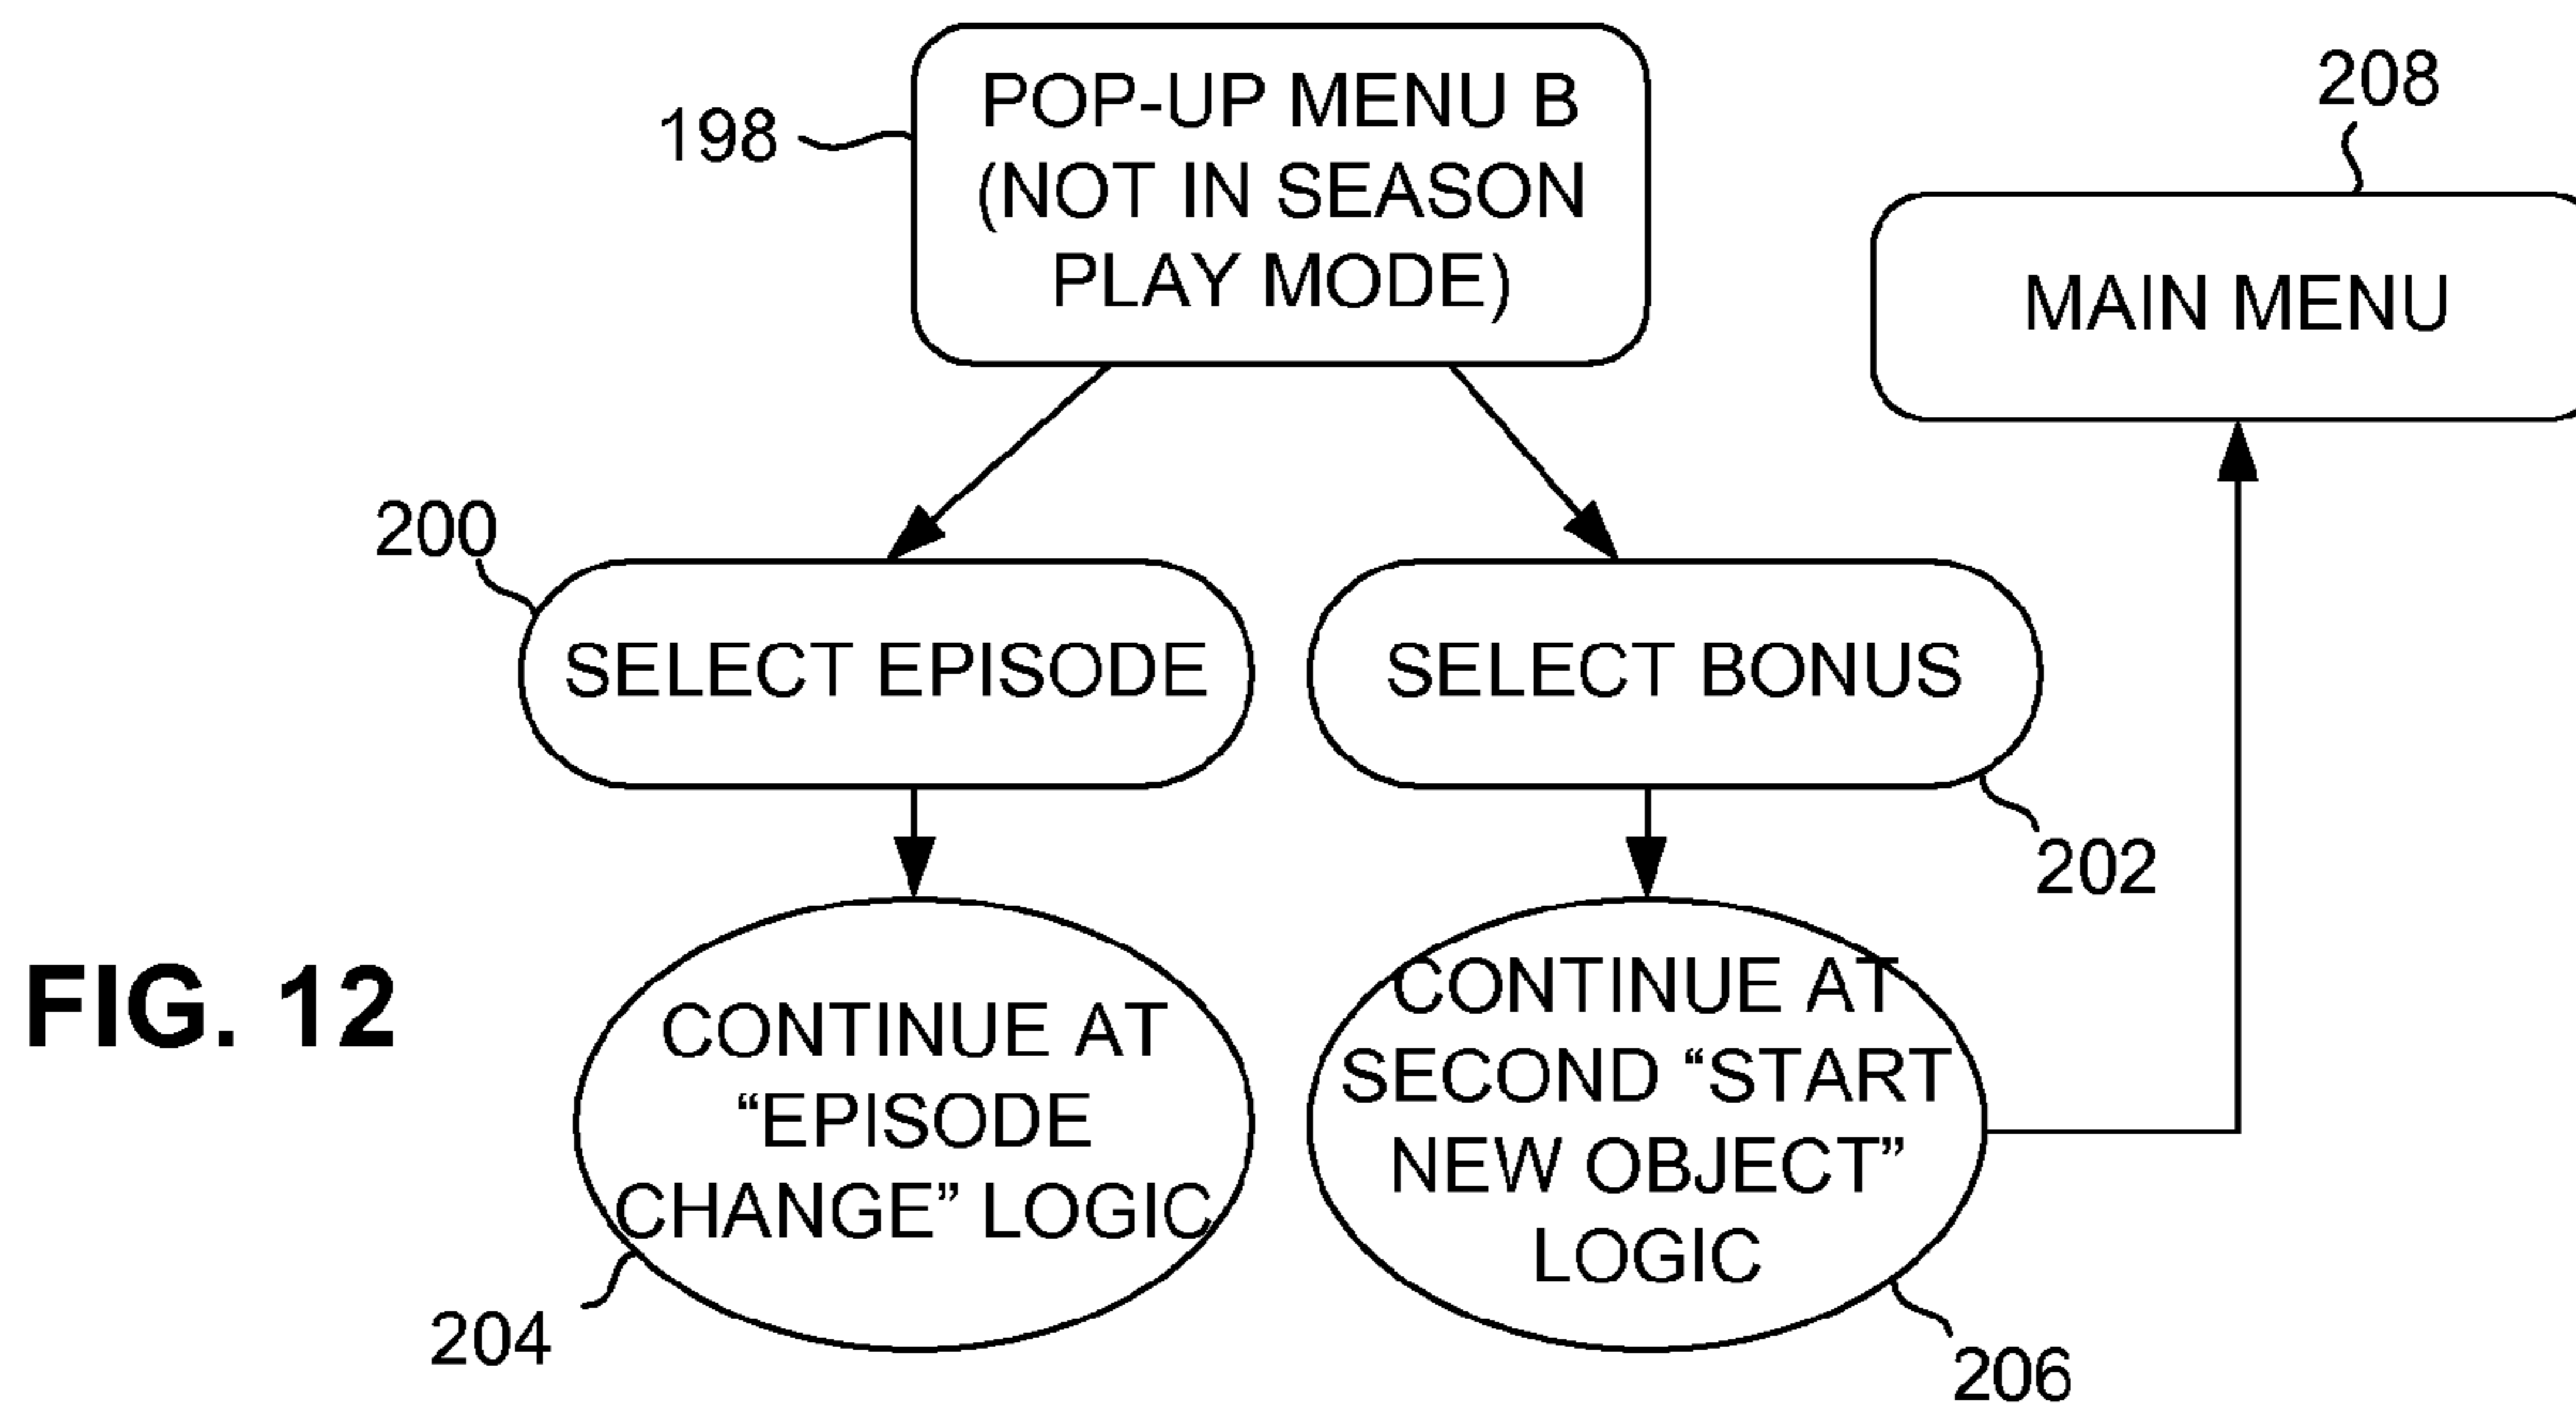 198
POP-UP MENU B
(NOT IN SEASON
PLAY MODE)
208
MAIN MENU
200
SELECT EPISODE
SELECT BONUS
202
FIG. 12
CONTINUE AT
“EPISODE
CHANGE” LOGIC
204
CONTINUE AT
SECOND “START
NEW OBJECT”
LOGIC
206